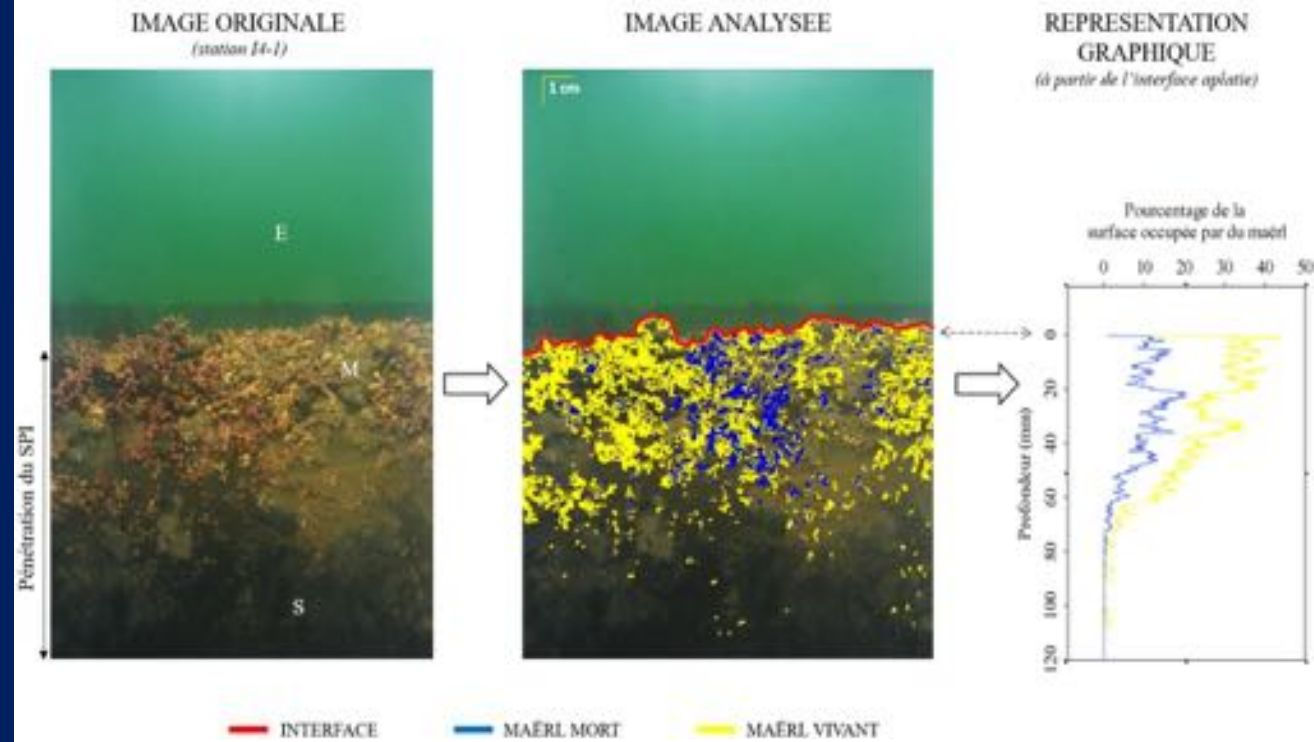 IMAGE ORIGINALE
(station I4-1)
IMAGE ANALYSEE
REPRESENTATION
GRAPHIQUE
(à partir de l'interface aplatie)
1 cm
E
M
S
Pénétration du SPI
Pourcentage de la
surface occupée par du maërl
0 10 20 30 40 50
Profondeur (mm)
0
20
40
60
80
100
120
INTERFACE
MAËRL MORT
MAËRL VIVANT